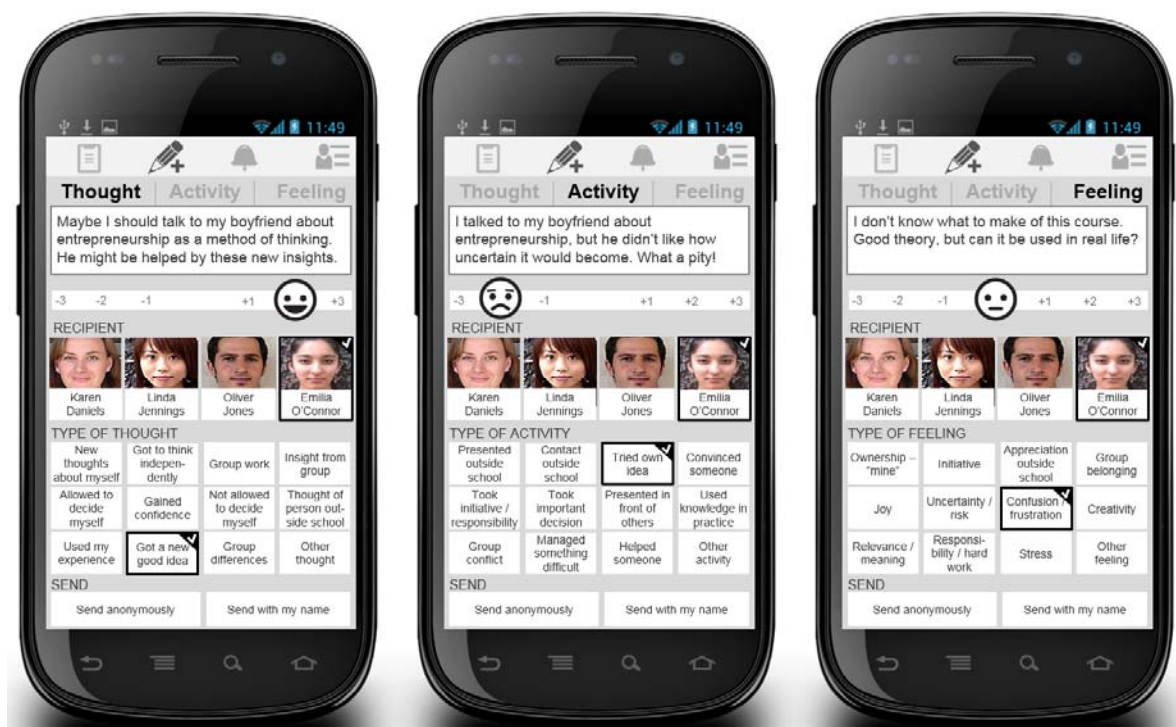 11:49
Thought Activity Feeling
Maybe I should talk to my boyfriend about
entrepreneurship as a method of thinking.
He might be helped by these new insights.
-3 -2 -1 +1 +3
RECIPIENT
Karen
Daniels
Linda
Jennings
Oliver
Jones
Emilia
O'Connor
TYPE OF THOUGHT
New
thoughts
about myself
Got to think
indepen-
dently
Group work
Insight from
group
Allowed to
decide
myself
Gained
confidence
Not allowed
to decide
myself
Thought of
person out-
side school
Used my
experience
Got a new
good idea
Group
differences
Other
thought
SEND
Send anonymously
Send with my name
11:49
Thought Activity Feeling
I talked to my boyfriend about
entrepreneurship, but he didn't like how
uncertain it would become. What a pity!
-3 -1 +1 +2 +3
RECIPIENT
Karen
Daniels
Linda
Jennings
Oliver
Jones
Emilia
O'Connor
TYPE OF ACTIVITY
Presented
outside
school
Contact
outside
school
Tried own
idea
Convinced
someone
Took
initiative /
responsibility
Took
important
decision
Presented in
front of
others
Used
knowledge in
practice
Group
conflict
Managed
something
difficult
Helped
someone
Other
activity
SEND
Send anonymously
Send with my name
11:49
Thought Activity Feeling
I don't know what to make of this course.
Good theory, but can it be used in real life?
-3 -2 -1 +1 +2 +3
RECIPIENT
Karen
Daniels
Linda
Jennings
Oliver
Jones
Emilia
O'Connor
TYPE OF FEELING
Ownership –
"mine"
Initiative
Appreciation
outside
school
Group
belonging
Joy
Uncertainty /
risk
Confusion /
frustration
Creativity
Relevance /
meaning
Responsi-
bility / hard
work
Stress
Other
feeling
SEND
Send anonymously
Send with my name